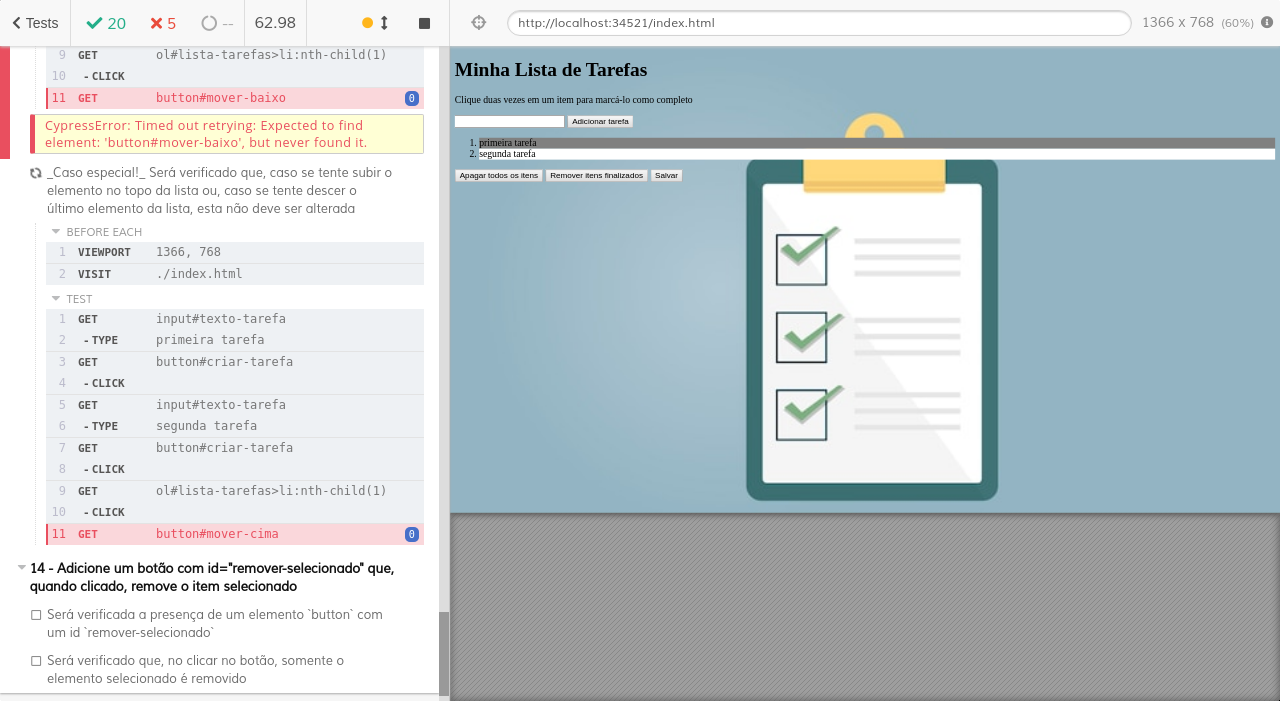 Tests
20
5
--
62.98
http://localhost:34521/index.html
1366 x 768 (60%)
9 GET ol#lista-tarefas>li:nth-child(1)
10 -CLICK
11 GET button#mover-baixo 0
CypressError: Timed out retrying: Expected to find
element: 'button#mover-baixo', but never found it.
_Caso especial!_ Será verificado que, caso se tente subir o
elemento no topo da lista ou, caso se tente descer o
último elemento da lista, esta não deve ser alterada
BEFORE EACH
1 VIEWPORT 1366, 768
2 VISIT ./index.html
TEST
1 GET input#texto-tarefa
2 -TYPE primeira tarefa
3 GET button#criar-tarefa
4 -CLICK
5 GET input#texto-tarefa
6 -TYPE segunda tarefa
7 GET button#criar-tarefa
8 -CLICK
9 GET ol#lista-tarefas>li:nth-child(1)
10 -CLICK
11 GET button#mover-cima 0
14 - Adicione um botão com id="remover-selecionado" que,
quando clicado, remove o item selecionado
Será verificada a presença de um elemento `button` com
um id `remover-selecionado`
Será verificado que, no clicar no botão, somente o
elemento selecionado é removido
Minha Lista de Tarefas
Clique duas vezes em um item para marcá-lo como completo
Adicionar tarefa
1. primeira tarefa
2. segunda tarefa
Apagar todos os itens Remover itens finalizados Salvar